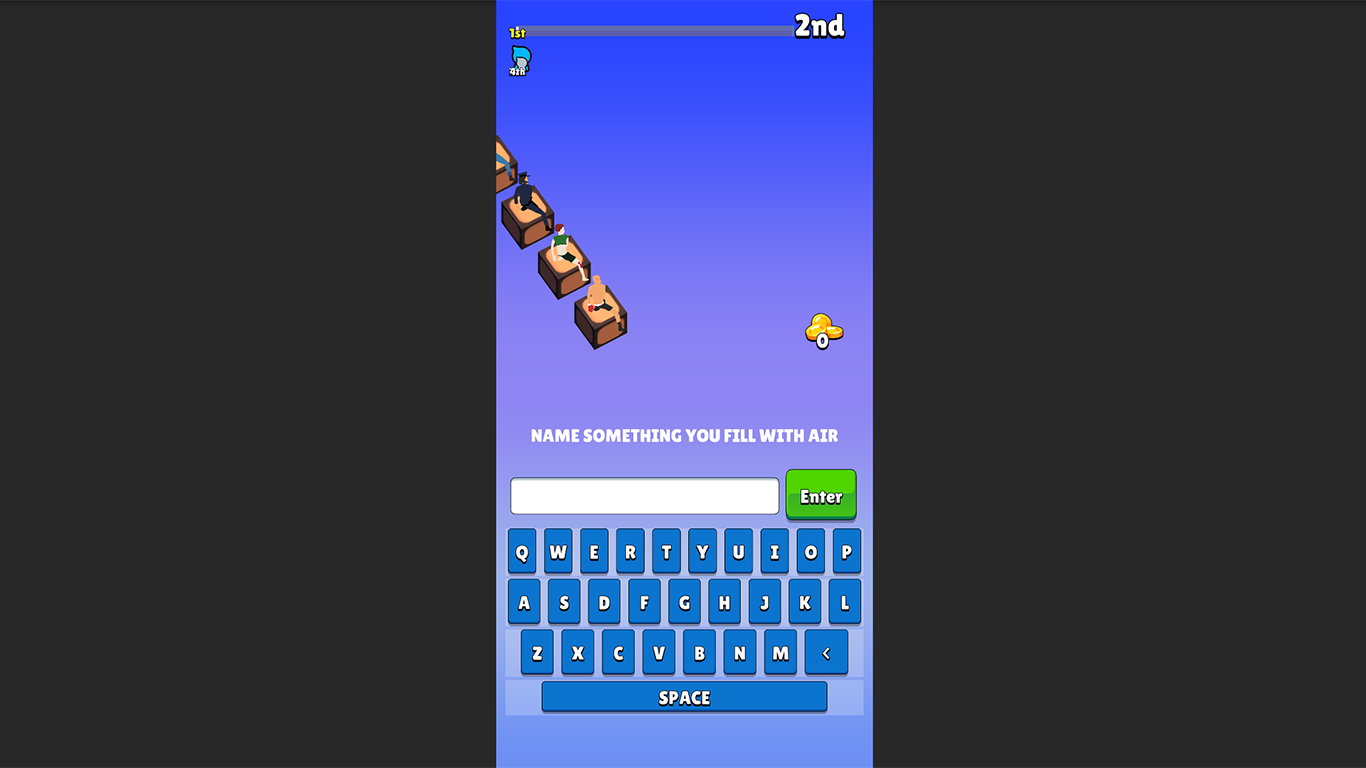 1st
2nd
4th
0
NAME SOMETHING YOU FILL WITH AIR
Enter
Q W E R T Y U I O P
A S D F G H J K L
Z X C V B N M <
SPACE